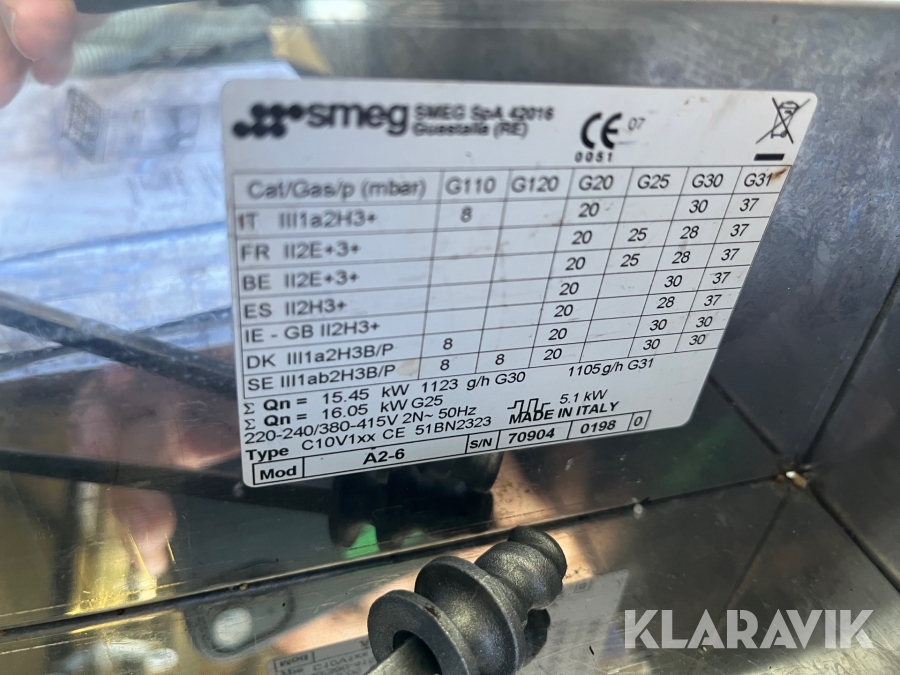 smeg SMEG SpA 42016
Guastalla (RE)
CE 07
0051
Cat/Gas/p (mbar) G110 G120 G20 G25 G30 G31
IT III1a2H3+ 8 20 30 37
FR II2E+3+ 20 25 28 37
BE II2E+3+ 20 25 28 37
ES II2H3+ 20 30 37
IE - GB II2H3+ 20 28 37
DK III1a2H3B/P 8 20 30 30
SE III1ab2H3B/P 8 8 20 30 30
Σ Qn = 15.45 kW 1123 g/h G30 1105g/h G31
Σ Qn = 16.05 kW G25 5.1 kW
220-240/380-415V 2N~ 50Hz MADE IN ITALY
Type C10V1xx CE 51BN2323
Mod A2-6 S/N 70904 0198 0
KLARAVIK